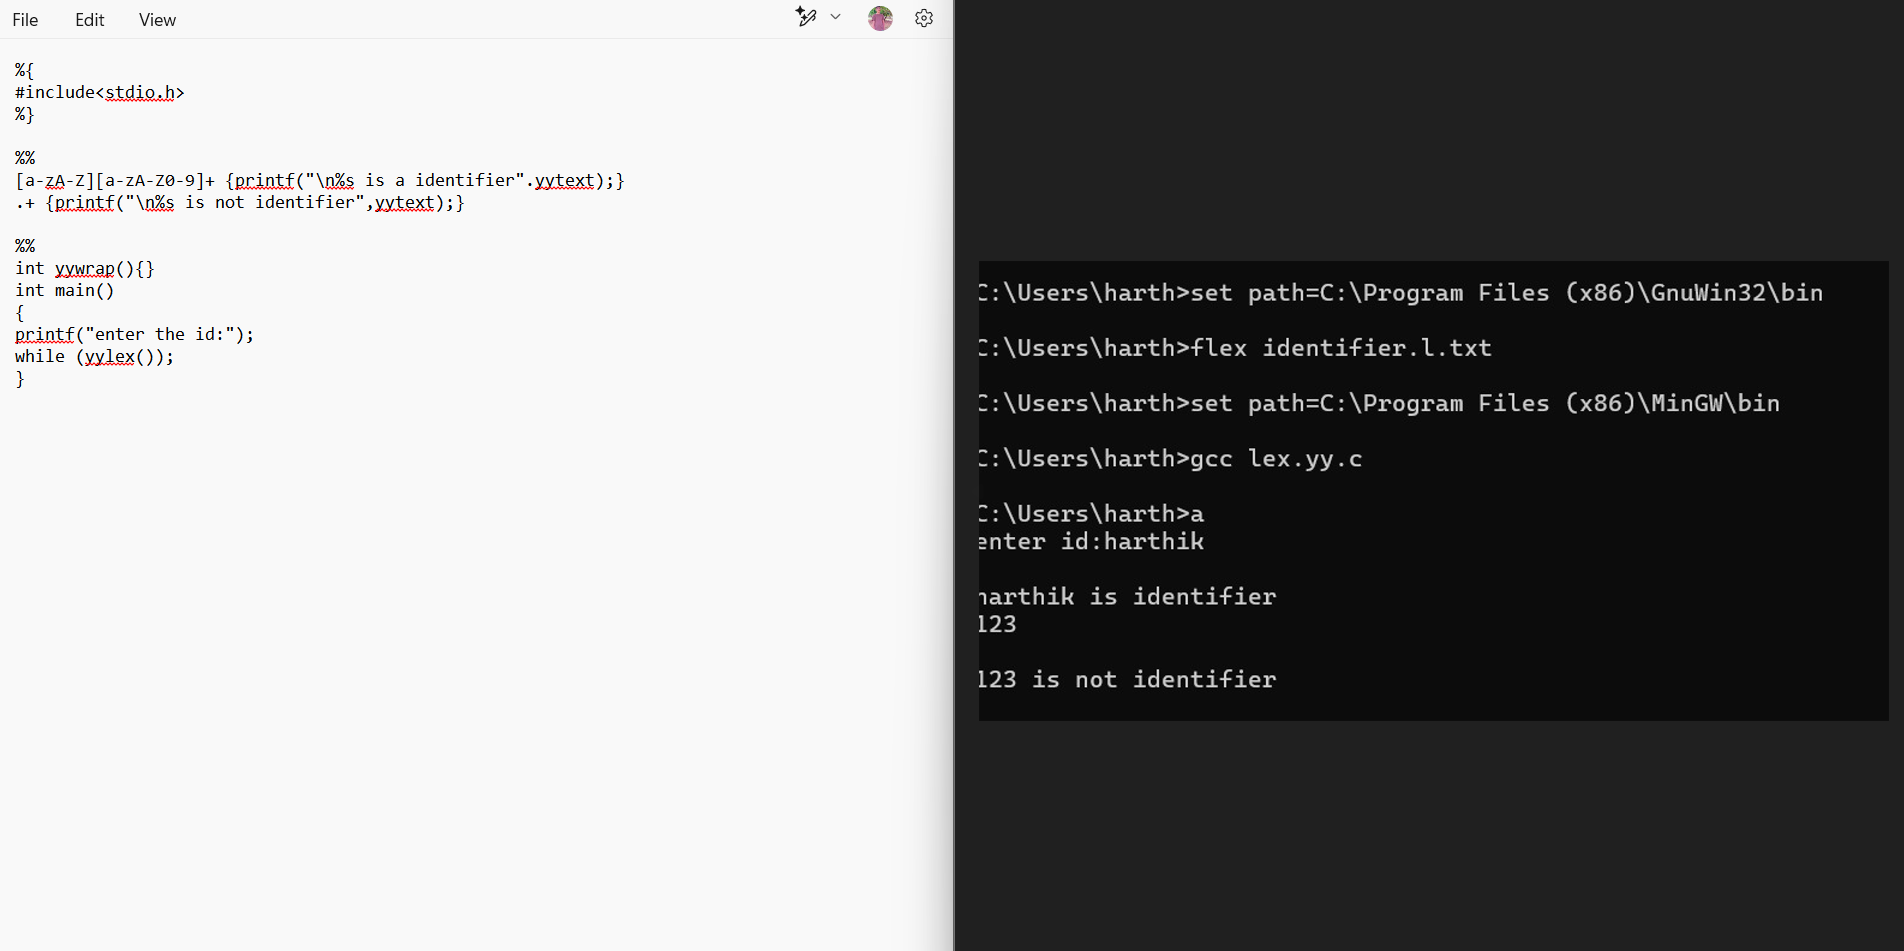 File Edit View
%{
#include<stdio.h>
%}
%%
[a-zA-Z][a-zA-Z0-9]+ {printf("\n%s is a identifier".yytext);}
.+ {printf("\n%s is not identifier",yytext);}
%%
int yywrap(){}
int main()
{
printf("enter the id:");
while (yylex());
}
C:\Users\harth>set path=C:\Program Files (x86)\GnuWin32\bin
C:\Users\harth>flex identifier.l.txt
C:\Users\harth>set path=C:\Program Files (x86)\MinGW\bin
C:\Users\harth>gcc lex.yy.c
C:\Users\harth>a
enter id:harthik
harthik is identifier
123
123 is not identifier